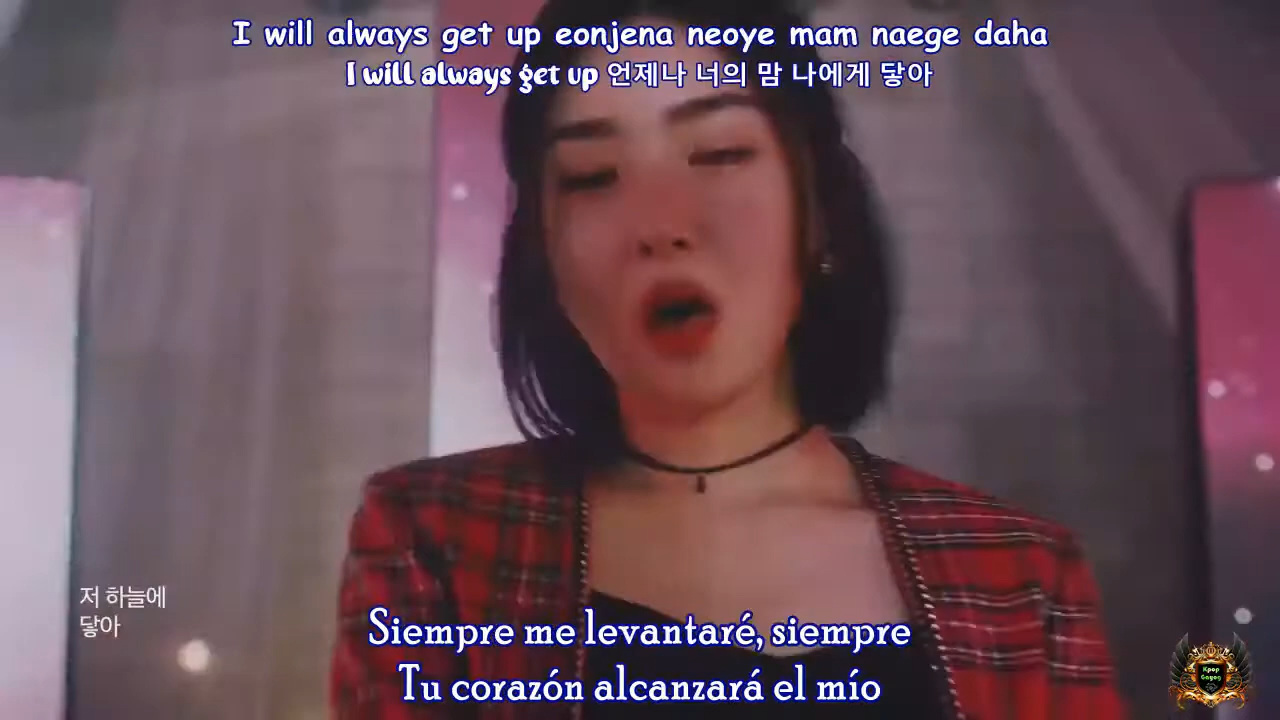 I will always get up eonjena neoye mam naege daha
I will always get up 언제나 너의 맘 나에게 닿아
저 하늘에
닿아
Siempre me levantaré, siempre
Tu corazón alcanzará el mío
Kpop
Gayos